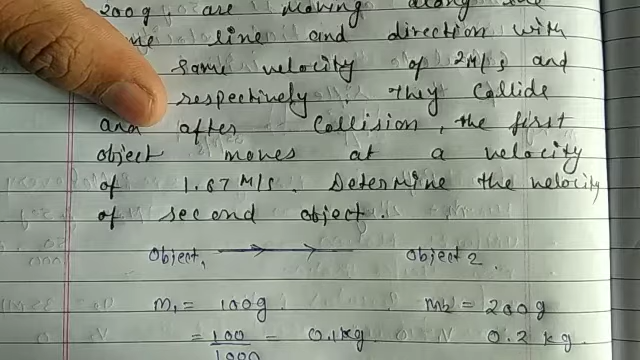 200g are moving along the
line and direction with
same velocity of 2M/s and
respectively. they collide
and after collision, the first
object moves at a velocity
of 1.67 M/s. Determine the velocity
of second object.
Object₁ Object 2
M₁ = 100g M2 = 200g
= 100/1000 = 0.1kg. 0.2 kg.